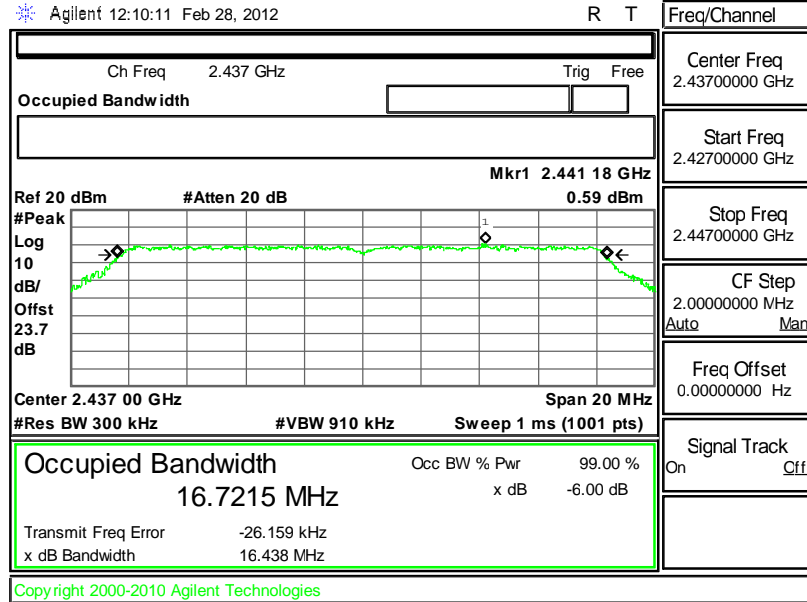 Agilent 12:10:11 Feb 28, 2012 R T
Freq/Channel
Ch Freq 2.437 GHz Trig Free
Occupied Bandwidth
Mkr1 2.441 18 GHz
Ref 20 dBm #Atten 20 dB 0.59 dBm
#Peak
Log
10
dB/
Offst
23.7
dB
1
Center 2.437 00 GHz Span 20 MHz
#Res BW 300 kHz #VBW 910 kHz Sweep 1 ms (1001 pts)
Occupied Bandwidth Occ BW % Pwr 99.00 %
16.7215 MHz x dB -6.00 dB
Transmit Freq Error -26.159 kHz
x dB Bandwidth 16.438 MHz
Copyright 2000-2010 Agilent Technologies
Center Freq
2.43700000 GHz
Start Freq
2.42700000 GHz
Stop Freq
2.44700000 GHz
CF Step
2.00000000 MHz
Auto Man
Freq Offset
0.00000000 Hz
Signal Track
On Off